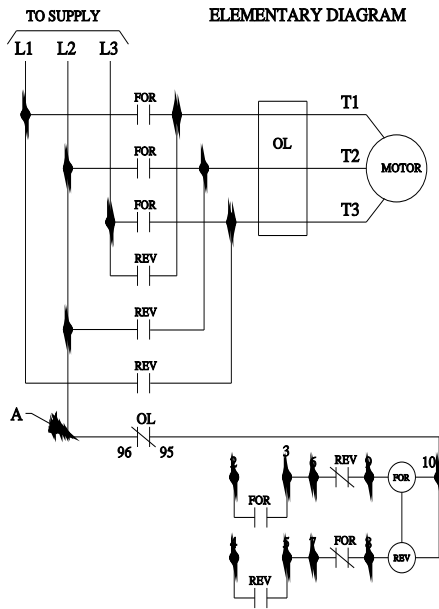 TO SUPPLY ELEMENTARY DIAGRAM
L1 L2 L3
FOR T1
OL
FOR T2
MOTOR
FOR T3
REV
REV
REV
A OL
96 95
2 3 6 REV 9 FOR 10
FOR
4 5 7 FOR 8 REV
REV